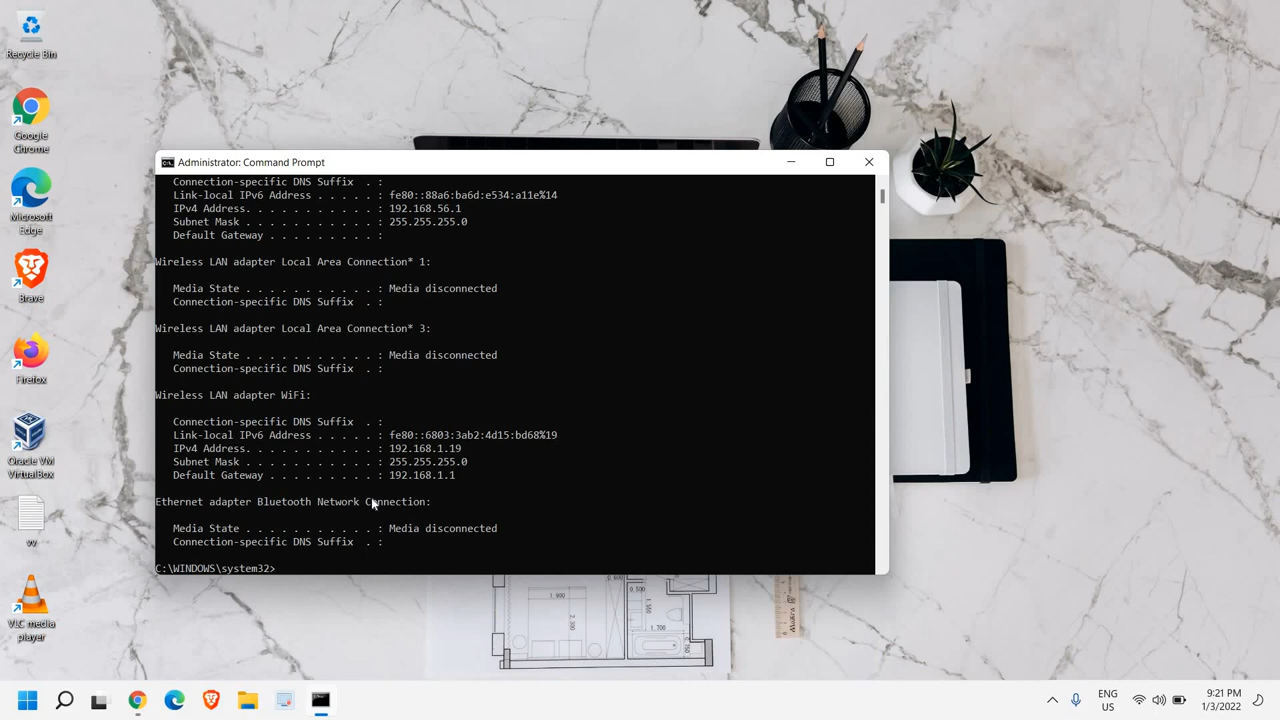 Recycle Bin
Google
Chrome
Microsoft
Edge
Brave
Firefox
Oracle VM
VirtualBox
vv
VLC media
player
Administrator: Command Prompt
Connection-specific DNS Suffix . :
Link-local IPv6 Address . . . . . : fe80::88a6:ba6d:e534:a11e%14
IPv4 Address. . . . . . . . . . . : 192.168.56.1
Subnet Mask . . . . . . . . . . . : 255.255.255.0
Default Gateway . . . . . . . . . :
Wireless LAN adapter Local Area Connection* 1:
Media State . . . . . . . . . . . : Media disconnected
Connection-specific DNS Suffix . :
Wireless LAN adapter Local Area Connection* 3:
Media State . . . . . . . . . . . : Media disconnected
Connection-specific DNS Suffix . :
Wireless LAN adapter WiFi:
Connection-specific DNS Suffix . :
Link-local IPv6 Address . . . . . : fe80::6803:3ab2:4d15:bd68%19
IPv4 Address. . . . . . . . . . . : 192.168.1.19
Subnet Mask . . . . . . . . . . . : 255.255.255.0
Default Gateway . . . . . . . . . : 192.168.1.1
Ethernet adapter Bluetooth Network Connection:
Media State . . . . . . . . . . . : Media disconnected
Connection-specific DNS Suffix . :
C:\WINDOWS\system32>
0.500
1.900
1.700
ENG
US
9:21 PM
1/3/2022